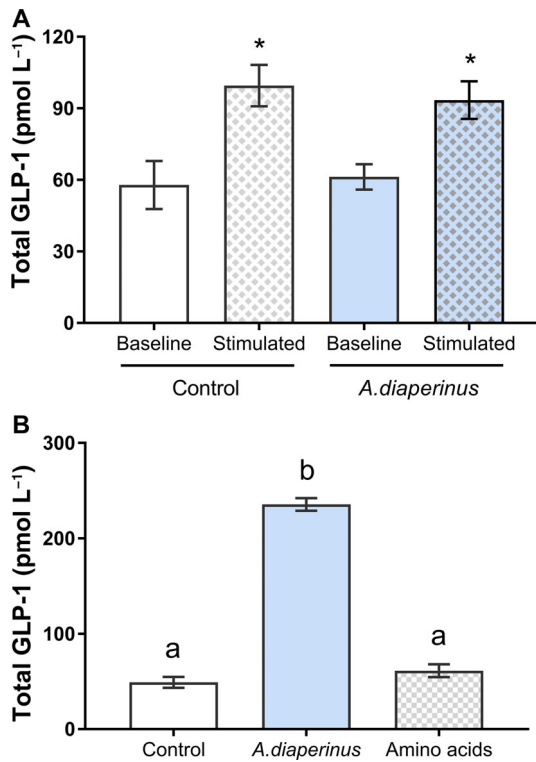 A
Total GLP-1 (pmol L⁻¹)
120
90
60
30
0
* *
Baseline Stimulated Baseline Stimulated
Control A.diaperinus
B
Total GLP-1 (pmol L⁻¹)
300
200
100
0
a b a
Control A.diaperinus Amino acids